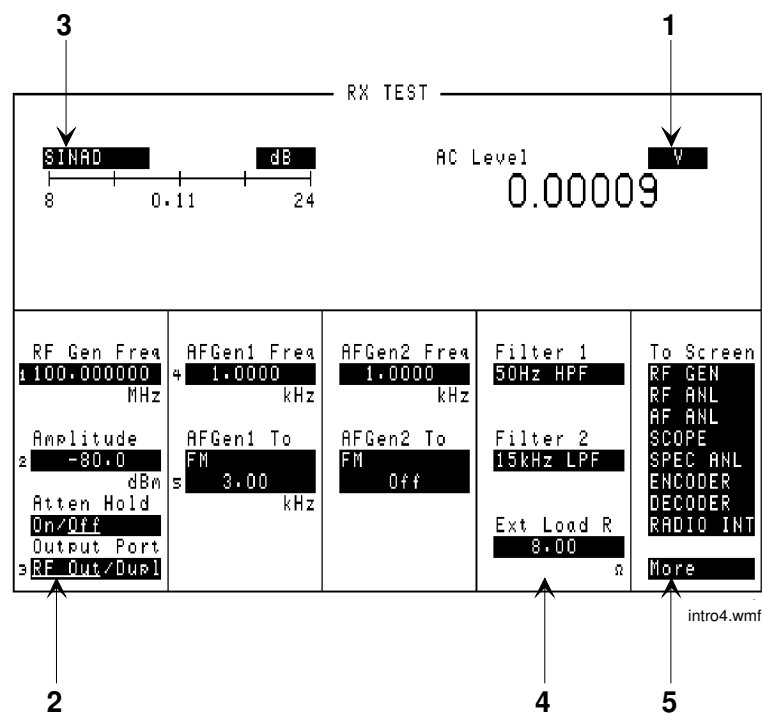 3 1
RX TEST
SINAD dB AC Level V
8 0.11 24 0.00009
RF Gen Freq
1 100.000000
MHz
Amplitude
2 -80.0
dBm
Atten Hold
On/Off
Output Port
3 RF Out/Dupl
AFGen1 Freq
4 1.0000
kHz
AFGen1 To
FM
5 3.00
kHz
AFGen2 Freq
1.0000
kHz
AFGen2 To
FM
Off
Filter 1
50Hz HPF
Filter 2
15kHz LPF
Ext Load R
8.00
Ω
To Screen
RF GEN
RF ANL
AF ANL
SCOPE
SPEC ANL
ENCODER
DECODER
RADIO INT
More
intro4.wmf
2 4 5